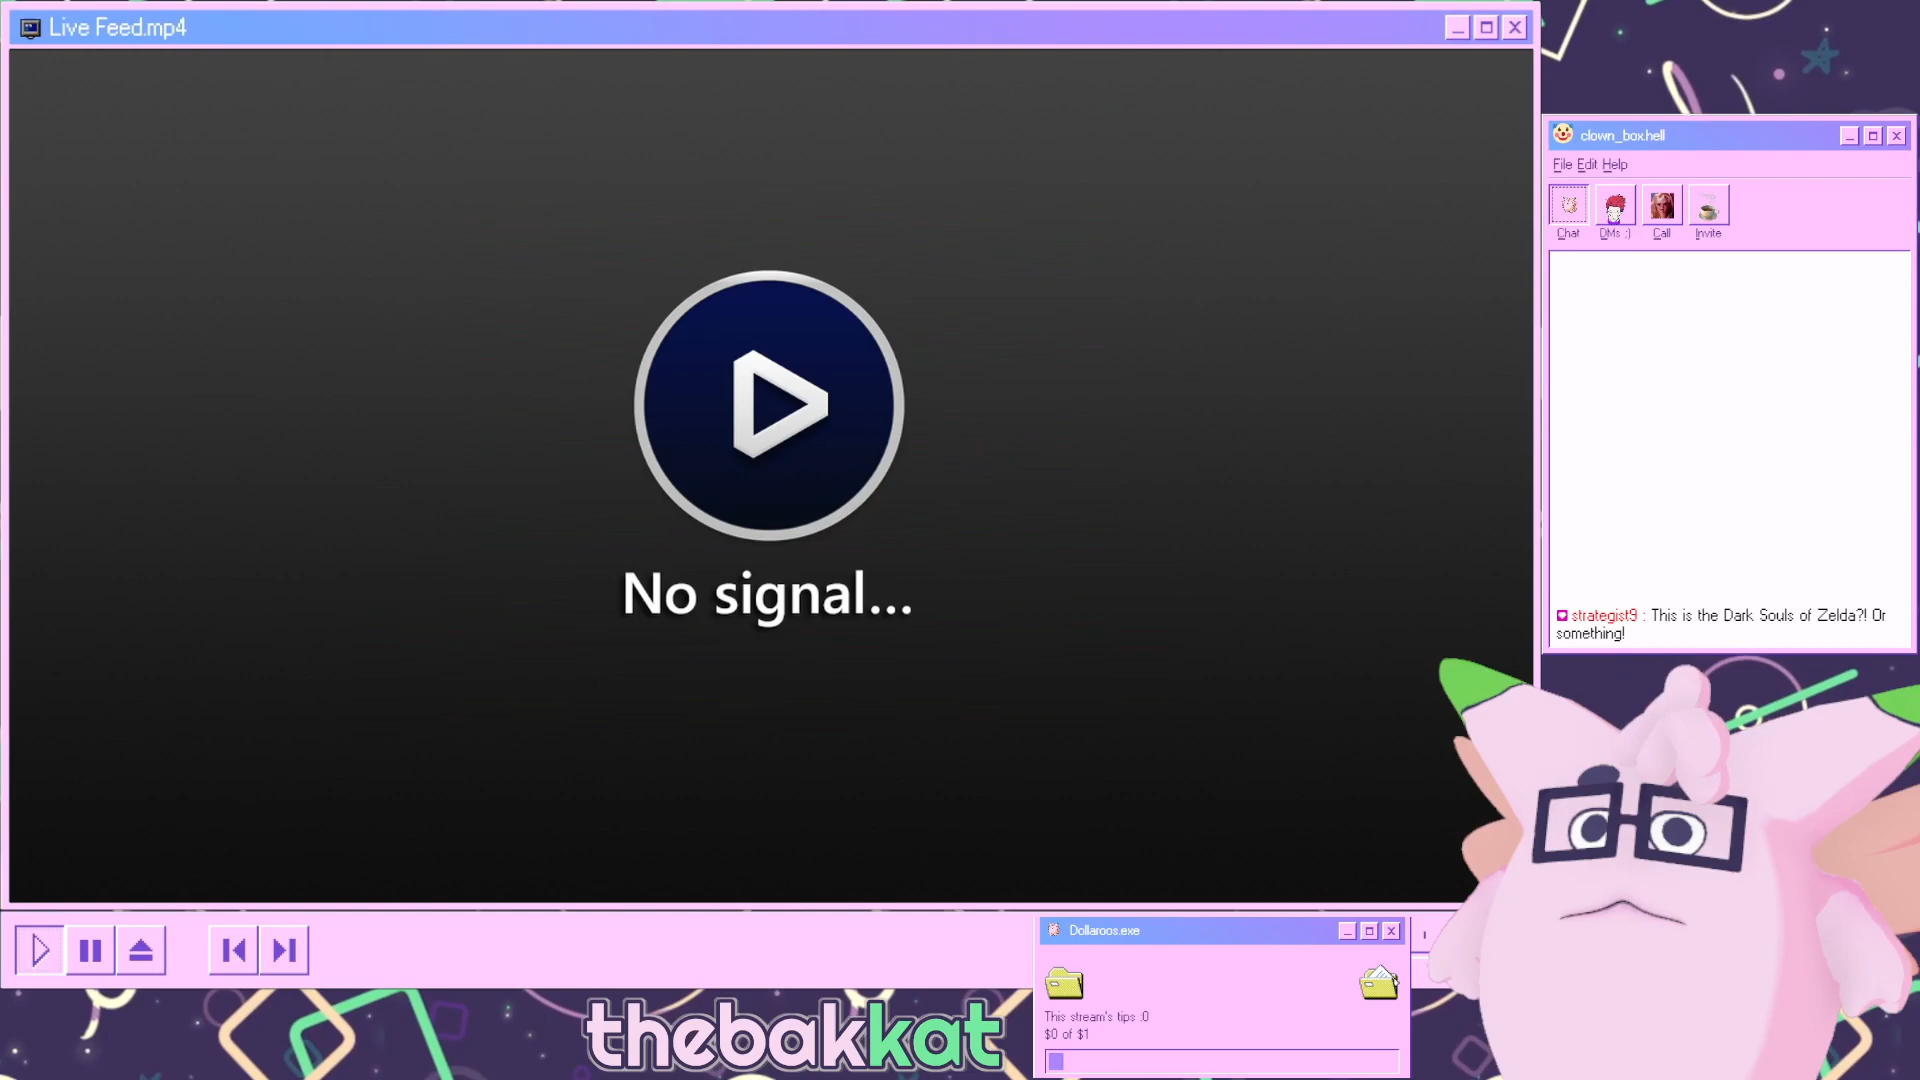 Live Feed.mp4
No signal...
clown_box.hell
File Edit Help
Chat DMs ;) Call Invite
strategist9 : This is the Dark Souls of Zelda?! Or
something!
Dollaroos.exe
This stream's tips :0
$0 of $1
thebakkat